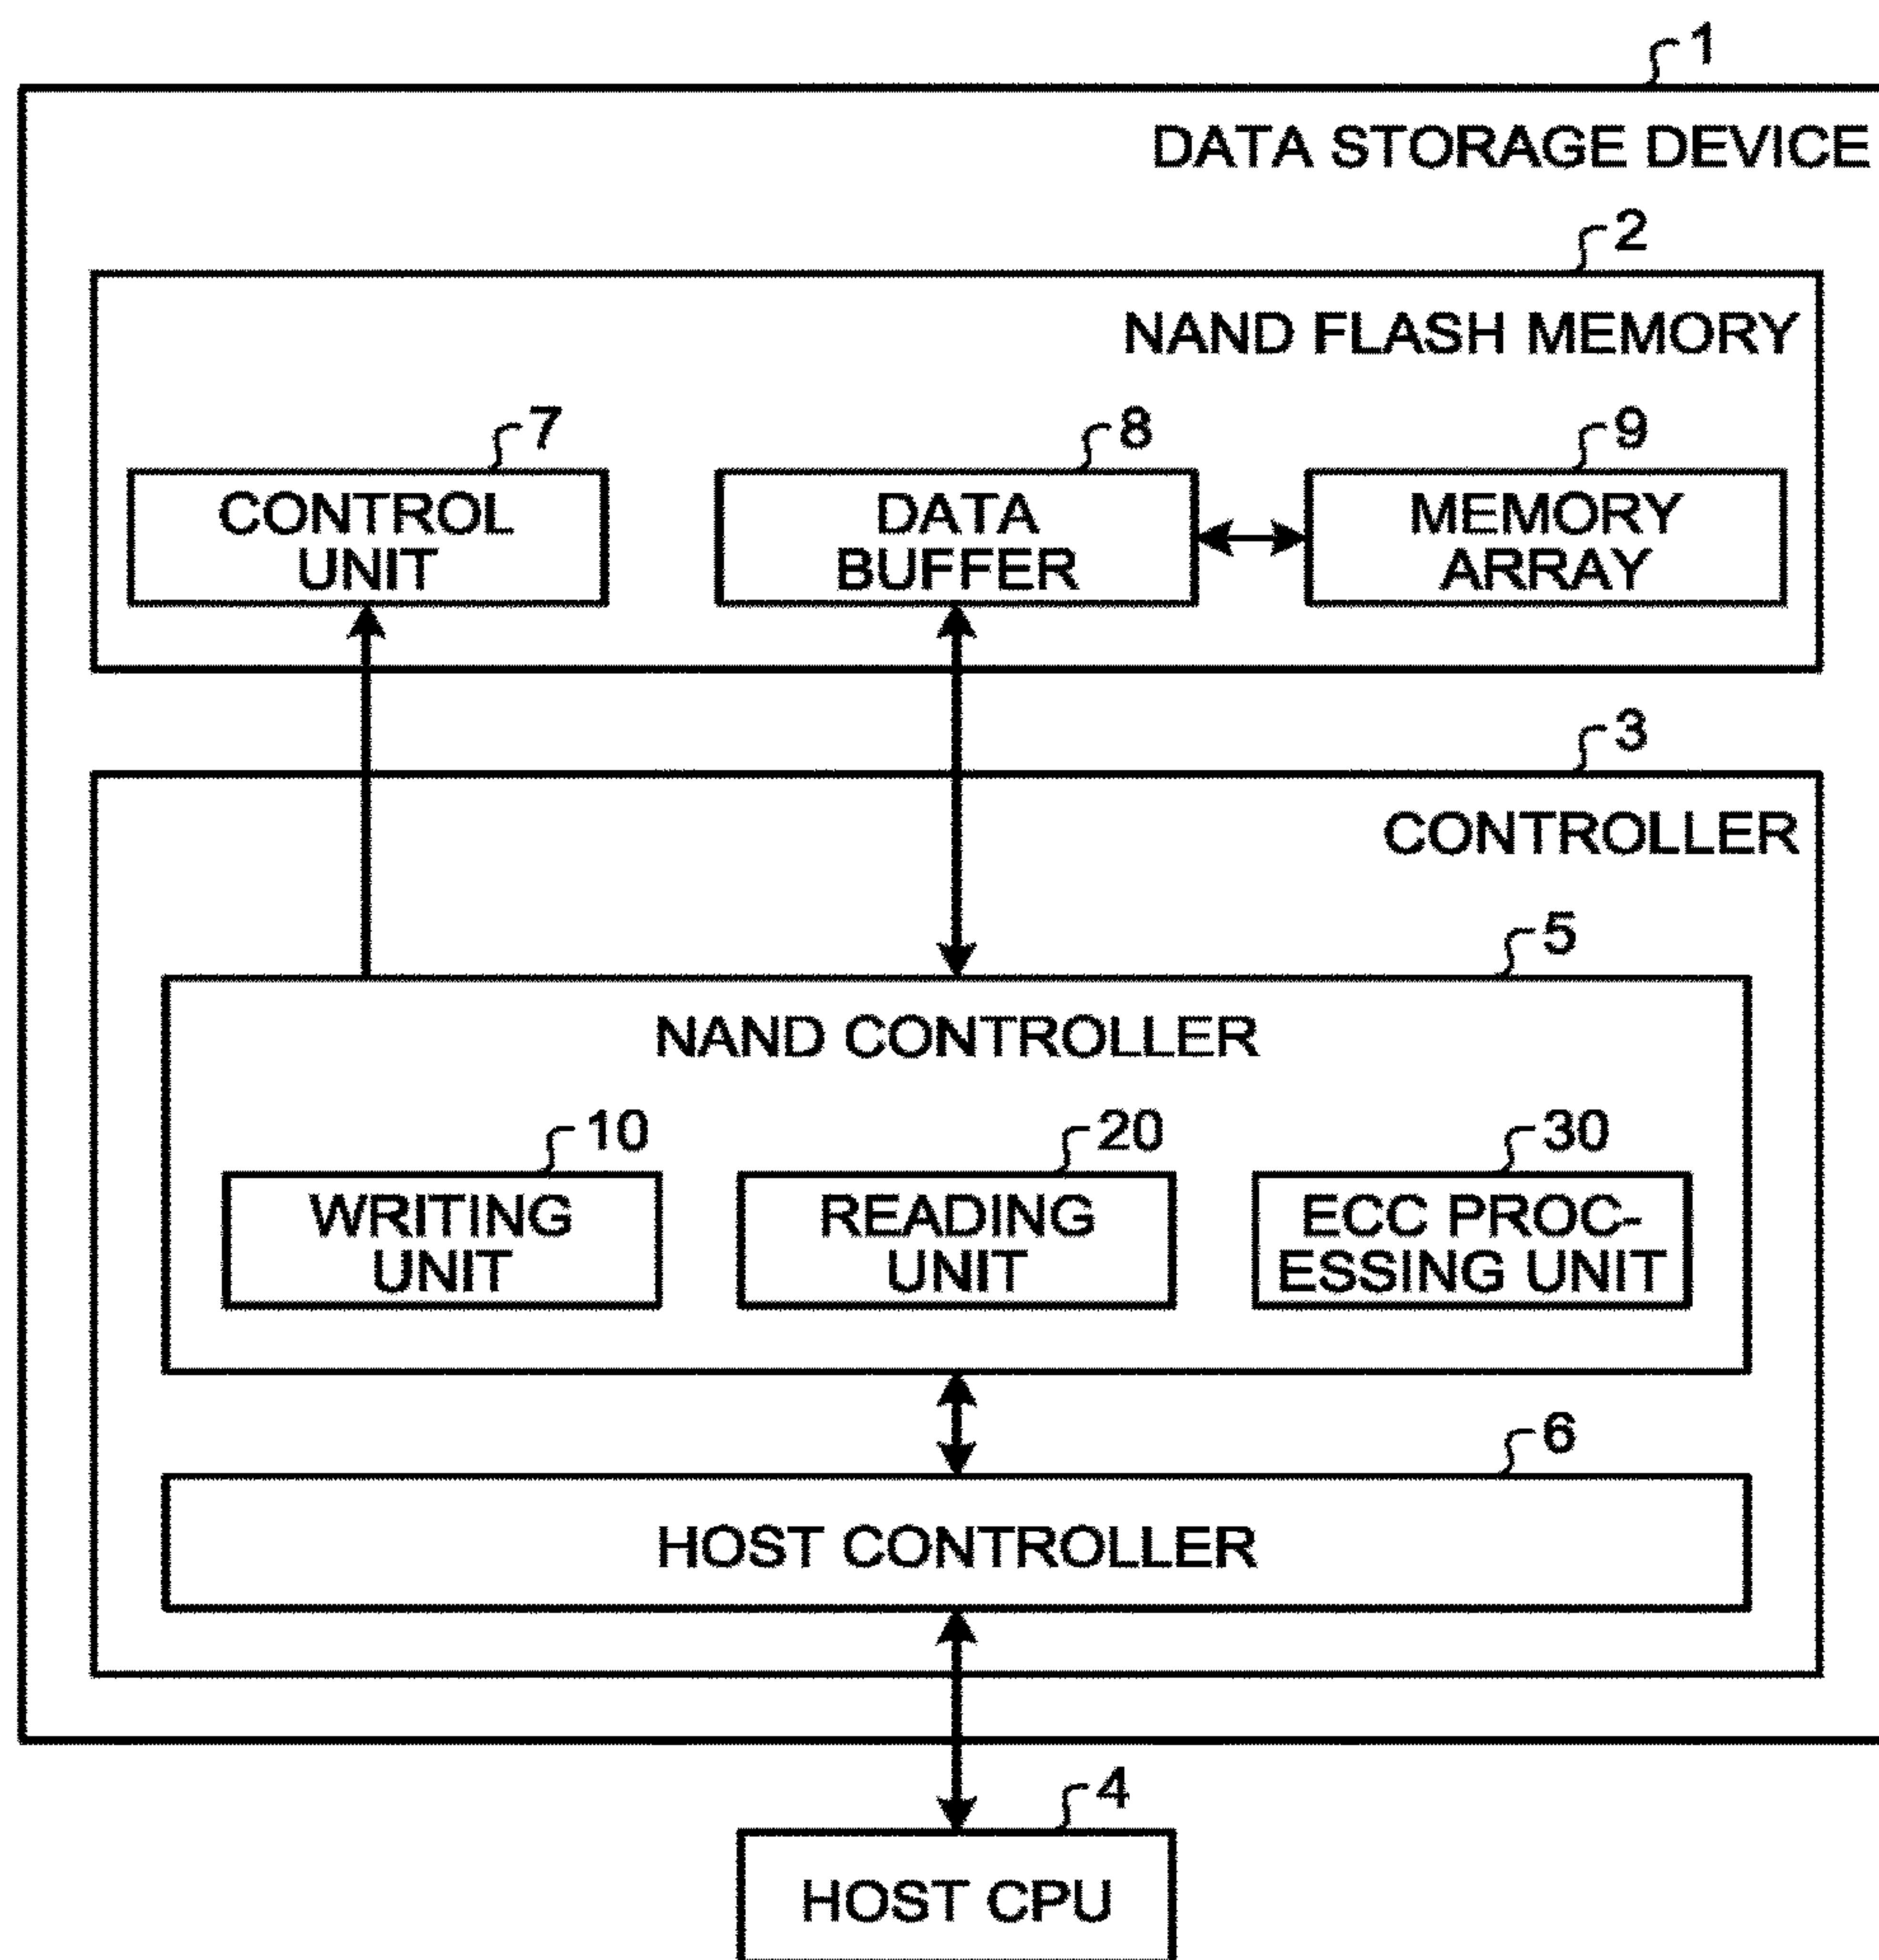 1
DATA STORAGE DEVICE
2
NAND FLASH MEMORY
7
8
9
CONTROL
UNIT
DATA
BUFFER
MEMORY
ARRAY
3
CONTROLLER
5
NAND CONTROLLER
10
20
30
WRITING
UNIT
READING
UNIT
ECC PROC-
ESSING UNIT
6
HOST CONTROLLER
4
HOST CPU